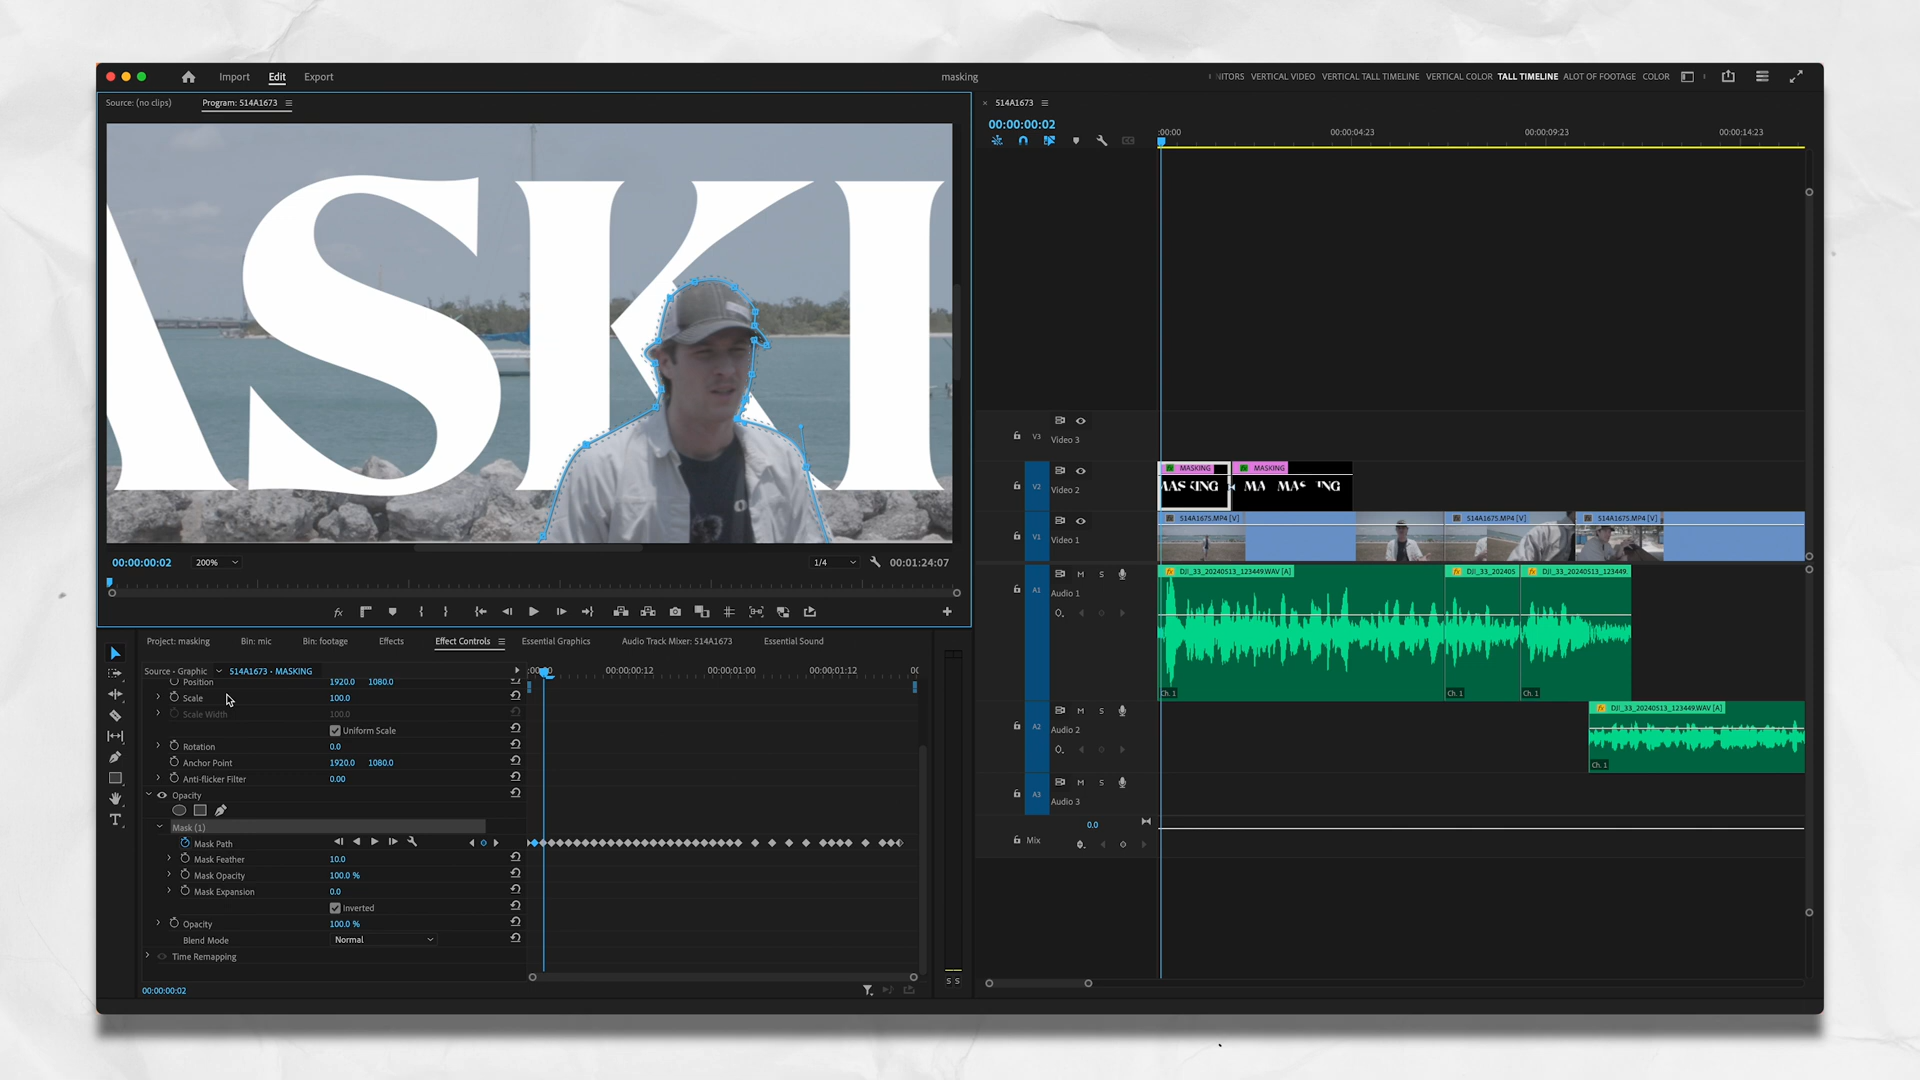 Import Edit Export masking NITORS VERTICAL VIDEO VERTICAL TALL TIMELINE VERTICAL COLOR TALL TIMELINE ALOT OF FOOTAGE COLOR
Source: (no clips) Program: 514A1673
ASKI
00:00:00:02 200% 1/4 00:01:24:07
Project: masking Bin: mic Bin: footage Effects Effect Controls Essential Graphics Audio Track Mixer: 514A1673 Essential Sound
Source • Graphic 514A1673 • MASKING :00:00 00:00:00:12 00:00:01:00 00:00:01:12 00
Position 1920.0 1080.0
Scale 100.0
Scale Width 100.0
Uniform Scale
Rotation 0.0
Anchor Point 1920.0 1080.0
Anti-flicker Filter 0.00
Opacity
Mask (1)
Mask Path
Mask Feather 10.0
Mask Opacity 100.0 %
Mask Expansion 0.0
Inverted
Opacity 100.0 %
Blend Mode Normal
Time Remapping
00:00:00:02
S S
514A1673
00:00:00:02
:00:00 00:00:04:23 00:00:09:23 00:00:14:23
V3 Video 3
MASKING MASKING
V2 Video 2
514A1675.MP4 [V] 514A1675.MP4 [V] 514A1675.MP4 [V]
V1 Video 1
DJI_33_20240513_123449.WAV [A] DJI_33_202405 DJI_33_20240513_123449.
A1 M S
Audio 1
Ch. 1 Ch. 1 Ch. 1
M S DJI_33_20240513_123449.WAV [A]
A2 Audio 2
Ch. 1
M S
A3 Audio 3
0.0
Mix